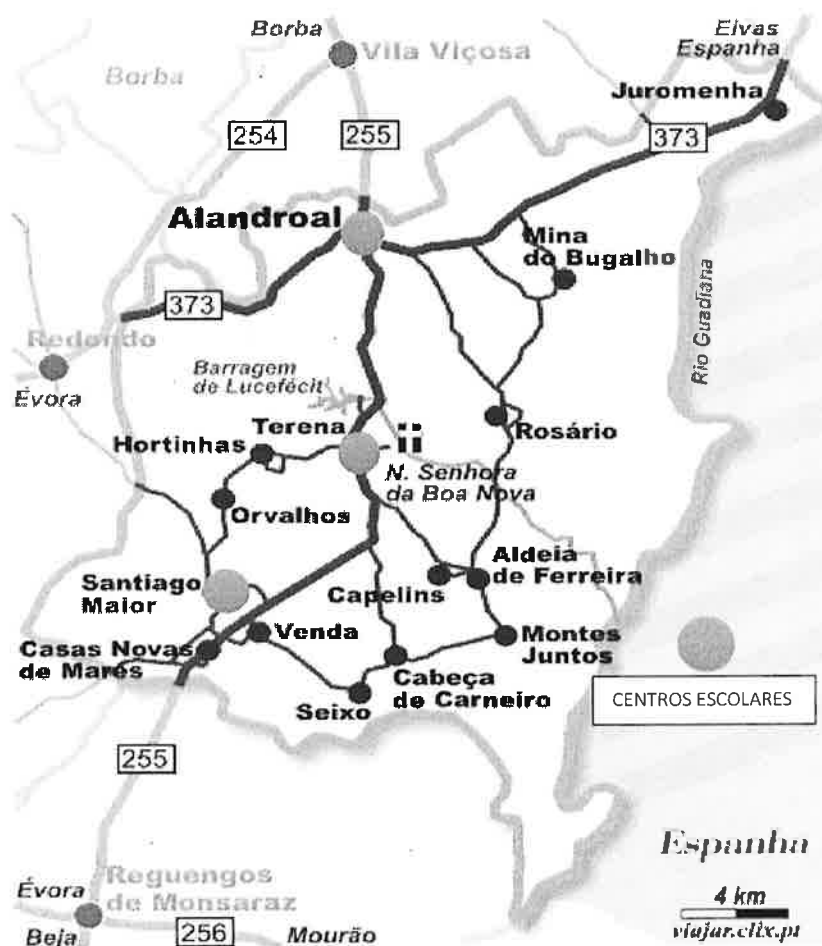 Borba
Vila Viçosa
Elvas
Espanha
Borba
Juromenha
254
255
373
Alandroal
Mina
do Bugalho
373
Redondo
Évora
Rio Guadiana
Barragem
de Lucefécit
Terena
Rosário
Hortinhas
N. Senhora
da Boa Nova
Orvalhos
Aldeia
de Ferreira
Santiago
Maior
Capelins
Venda
Montes
Juntos
Casas Novas
de Marés
Cabeça
de Carneiro
CENTROS ESCOLARES
Seixo
255
Espanha
Évora
Reguengos
de Monsaraz
4 km
Beja
256
Mourão
viajar.clix.pt